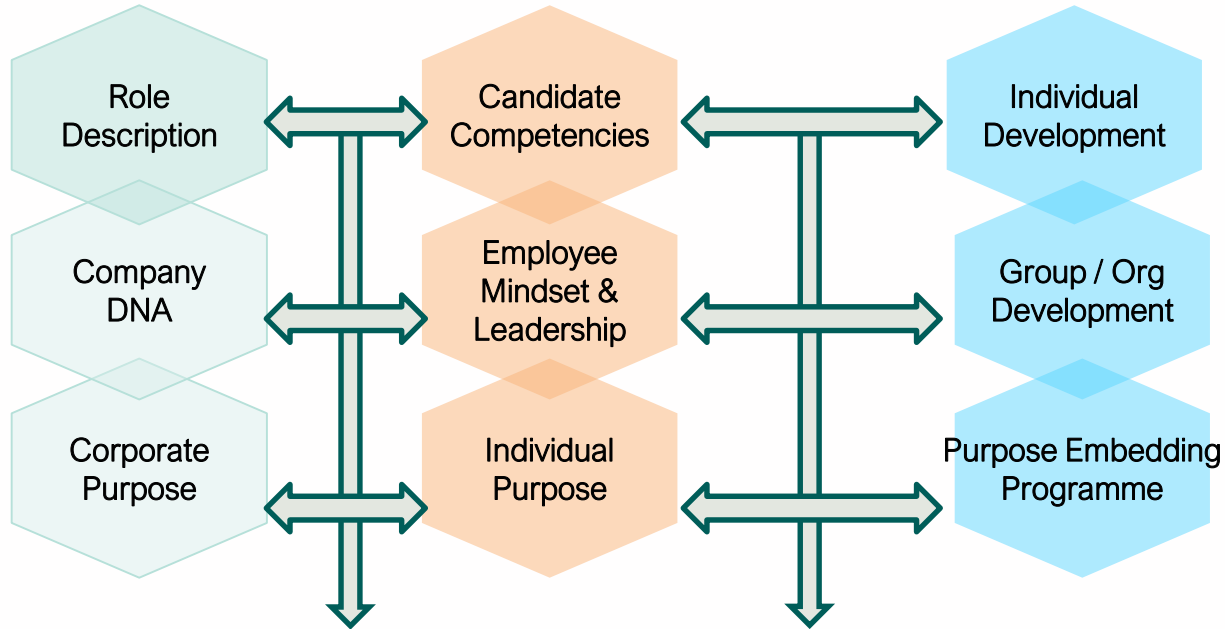 Role
Description
Candidate
Competencies
Individual
Development
Company
DNA
Employee
Mindset &
Leadership
Group / Org
Development
Corporate
Purpose
Individual
Purpose
Purpose Embedding
Programme